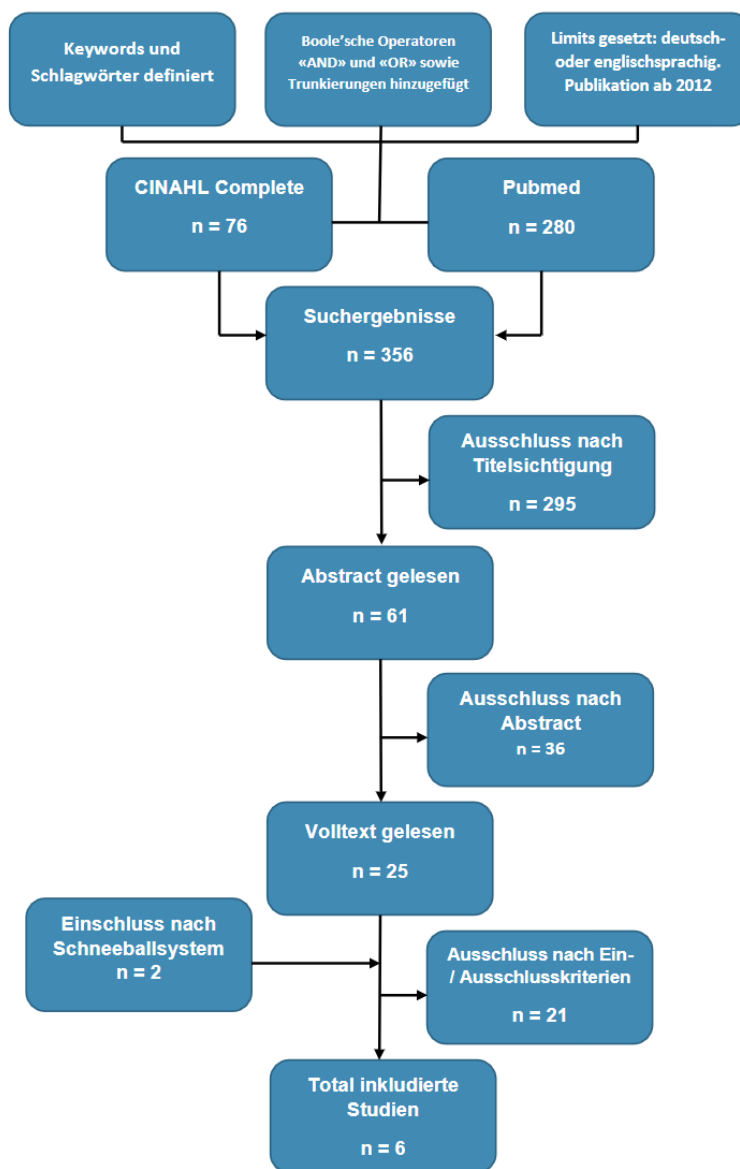 Keywords und
Schlagwörter definiert
Boole'sche Operatoren
«AND» und «OR» sowie
Trunkierungen hinzugefügt
Limits gesetzt: deutsch-
oder englischsprachig.
Publikation ab 2012
CINAHL Complete
n = 76
Pubmed
n = 280
Suchergebnisse
n = 356
Ausschluss nach
Titelsichtigung
n = 295
Abstract gelesen
n = 61
Ausschluss nach
Abstract
n = 36
Volltext gelesen
n = 25
Einschluss nach
Schneeballsystem
n = 2
Ausschluss nach Ein-
/ Ausschlusskriterien
n = 21
Total inkludierte
Studien
n = 6